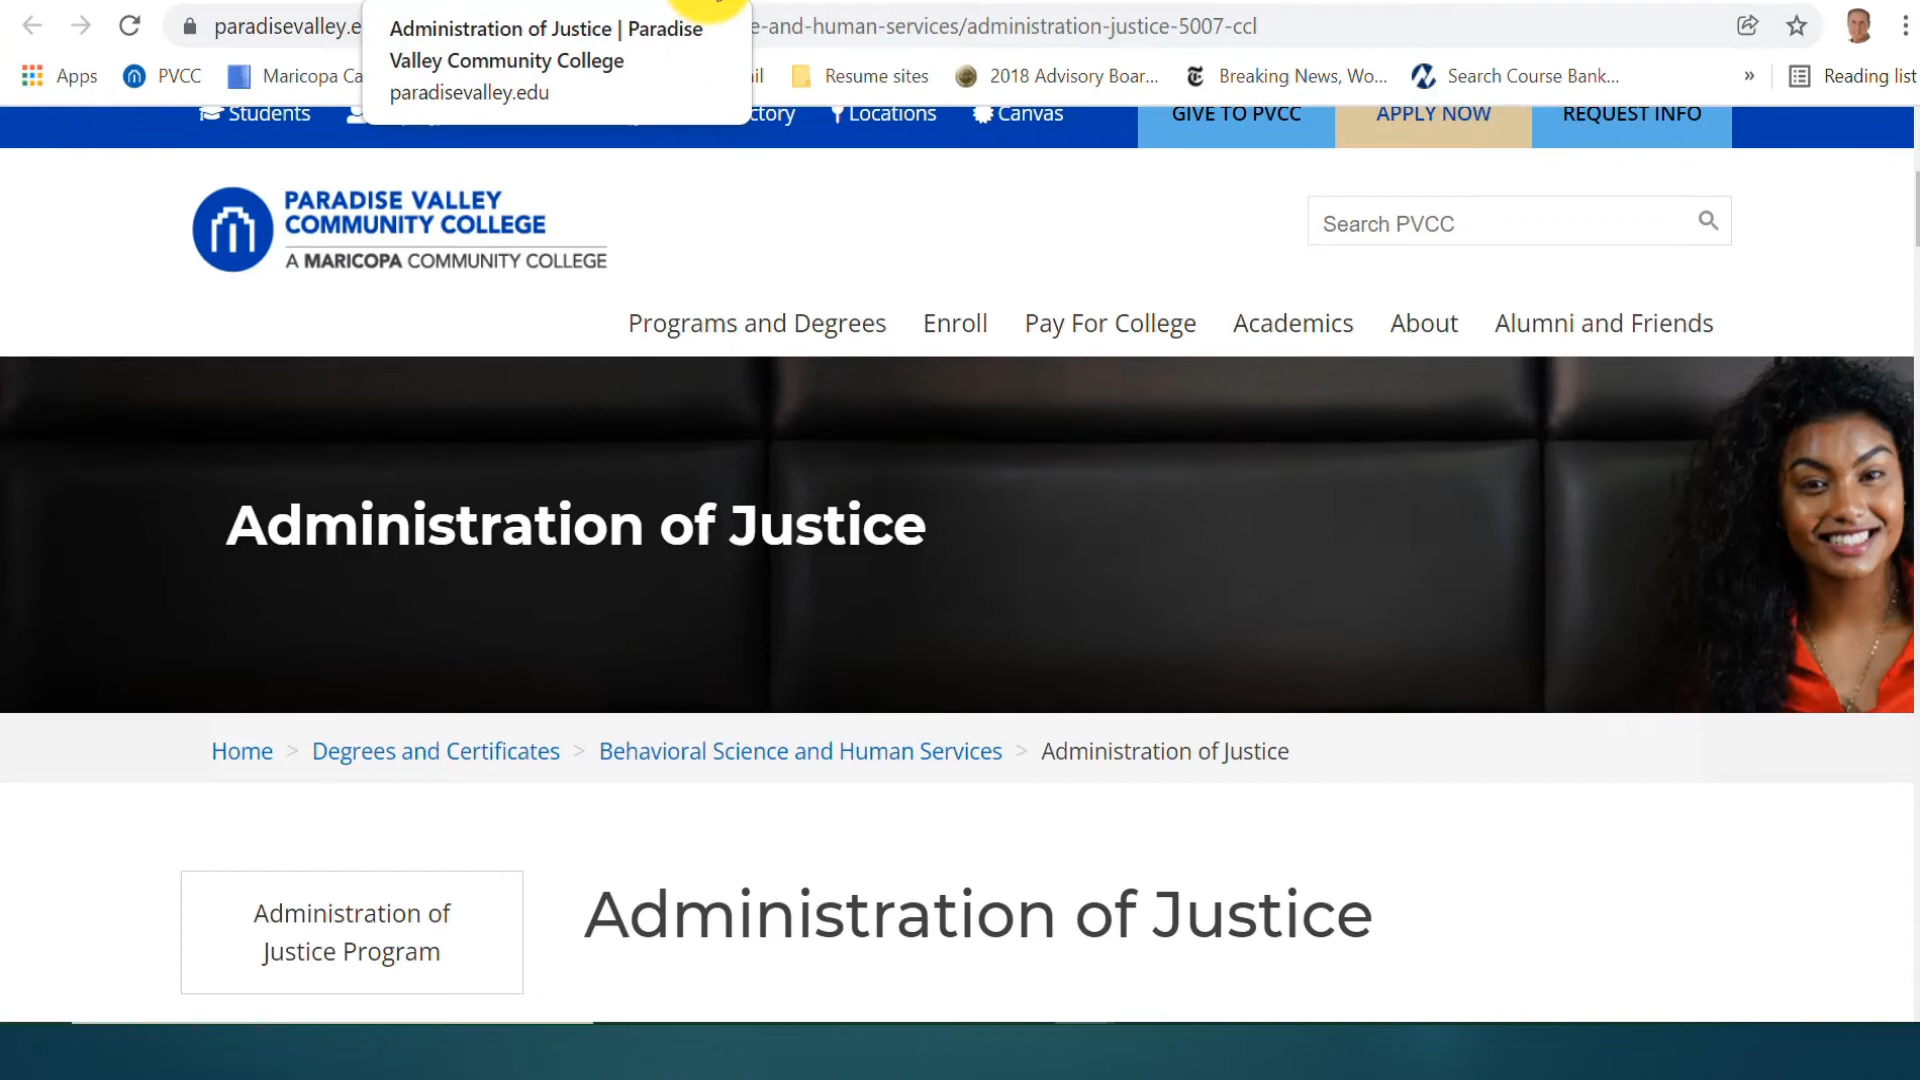 paradisevalley.e
e-and-human-services/administration-justice-5007-ccl
Administration of Justice | Paradise
Valley Community College
paradisevalley.edu
Apps
PVCC
Maricopa Ca
il
Resume sites
2018 Advisory Boar...
Breaking News, Wo...
Search Course Bank...
»
Reading list
Students
ctory
Locations
Canvas
GIVE TO PVCC
APPLY NOW
REQUEST INFO
PARADISE VALLEY
COMMUNITY COLLEGE
A MARICOPA COMMUNITY COLLEGE
Search PVCC
Programs and Degrees
Enroll
Pay For College
Academics
About
Alumni and Friends
Administration of Justice
Home > Degrees and Certificates > Behavioral Science and Human Services > Administration of Justice
Administration of
Justice Program
Administration of Justice